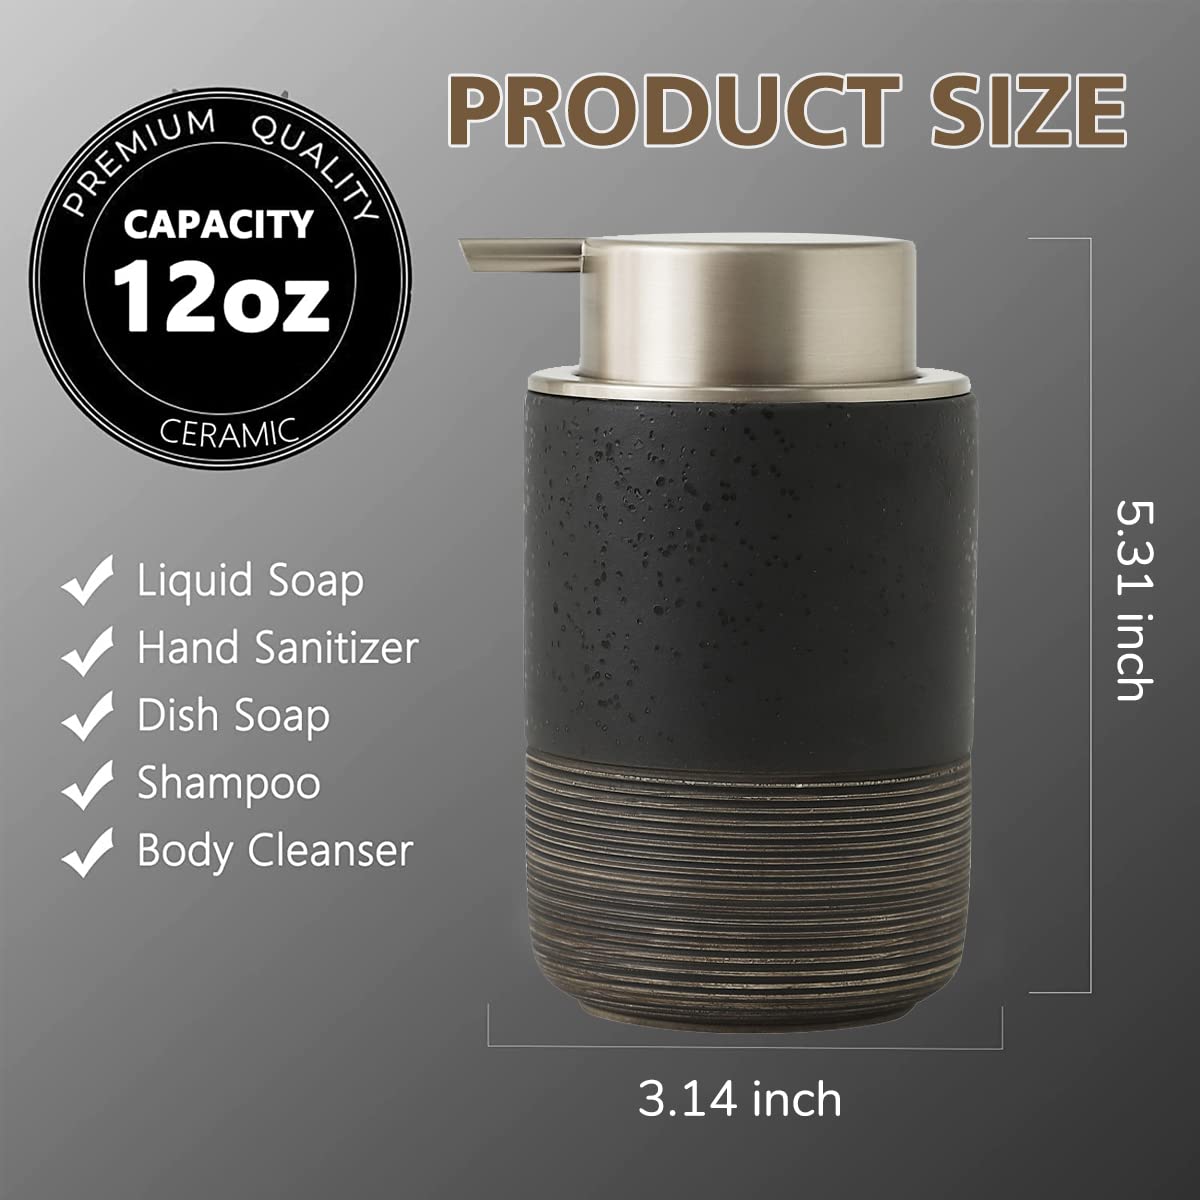 PRODUCT SIZE
PREMIUM QUALITY
CAPACITY
12oz
CERAMIC
Liquid Soap
Hand Sanitizer
Dish Soap
Shampoo
Body Cleanser
5.31 inch
3.14 inch